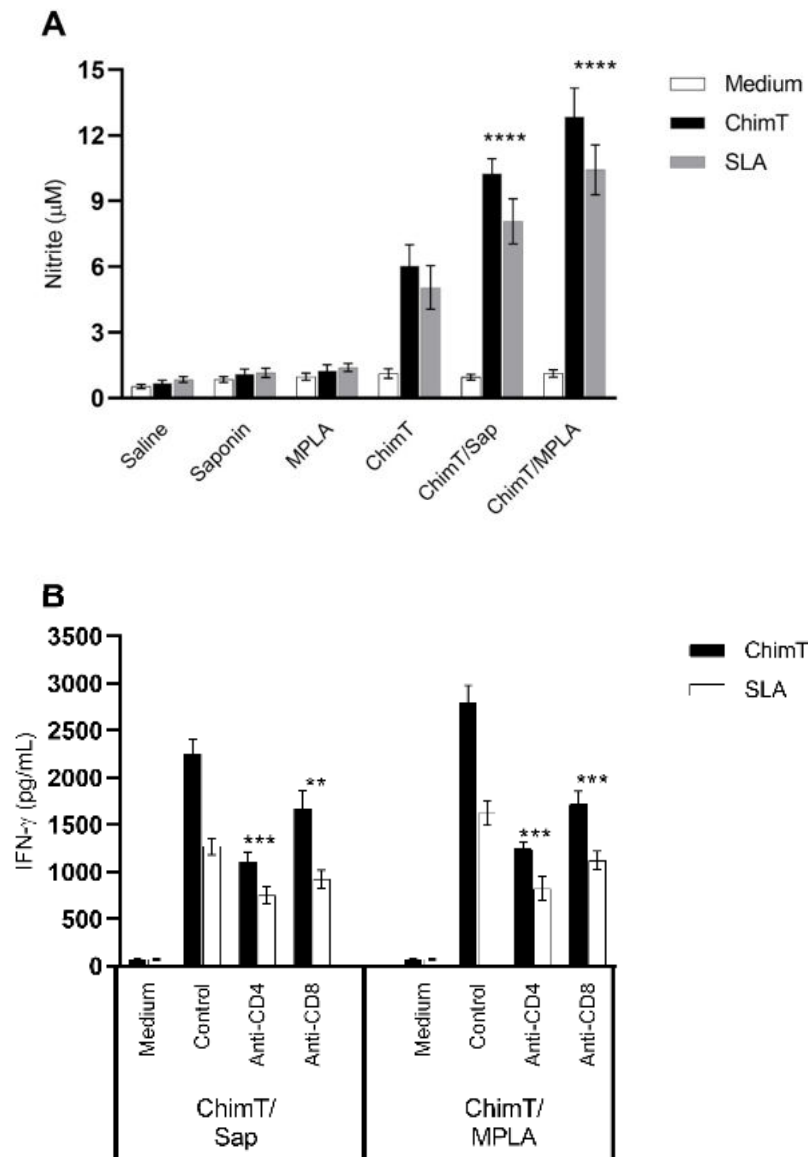 A
Nitrite (μM)
15
12
9
6
3
0
****
****
Medium
ChimT
SLA
Saline
Saponin
MPLA
ChimT
ChimT/Sap
ChimT/MPLA
B
IFN-γ (pg/mL)
3500
3000
2500
2000
1500
1000
500
0
***
**
***
***
ChimT
SLA
Medium
Control
Anti-CD4
Anti-CD8
Medium
Control
Anti-CD4
Anti-CD8
ChimT/
Sap
ChimT/
MPLA